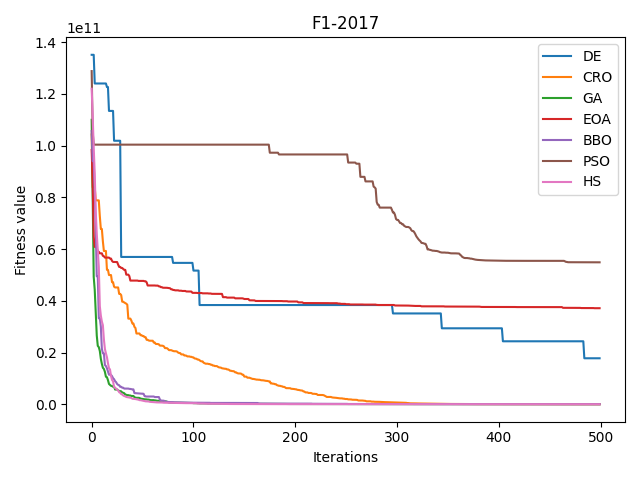 F1-2017
1e11
1.4
1.2
1.0
0.8
0.6
0.4
0.2
0.0
Fitness value
0
100
200
300
400
500
Iterations
DE
CRO
GA
EOA
BBO
PSO
HS